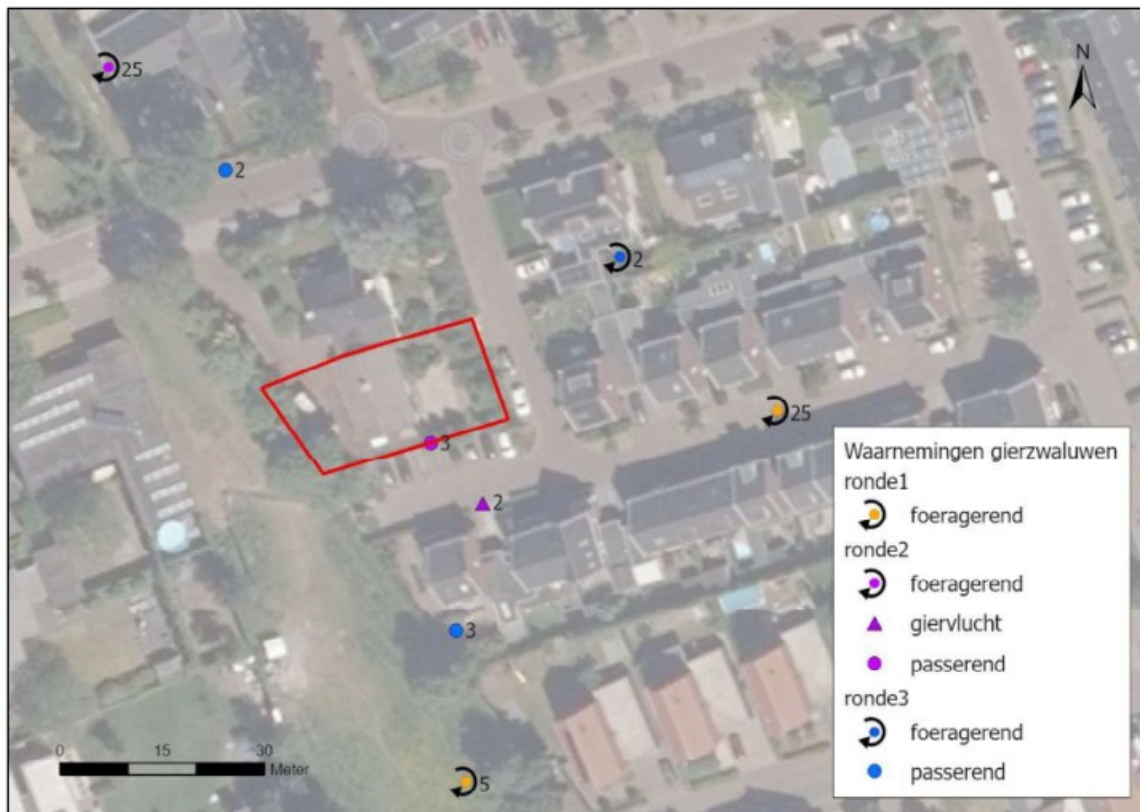 N
25
2
2
25
3
2
3
5
Waarnemingen gierzwaluwen
ronde1
foeragerend
ronde2
foeragerend
giervlucht
passerend
ronde3
foeragerend
passerend
0 15 30
Meter